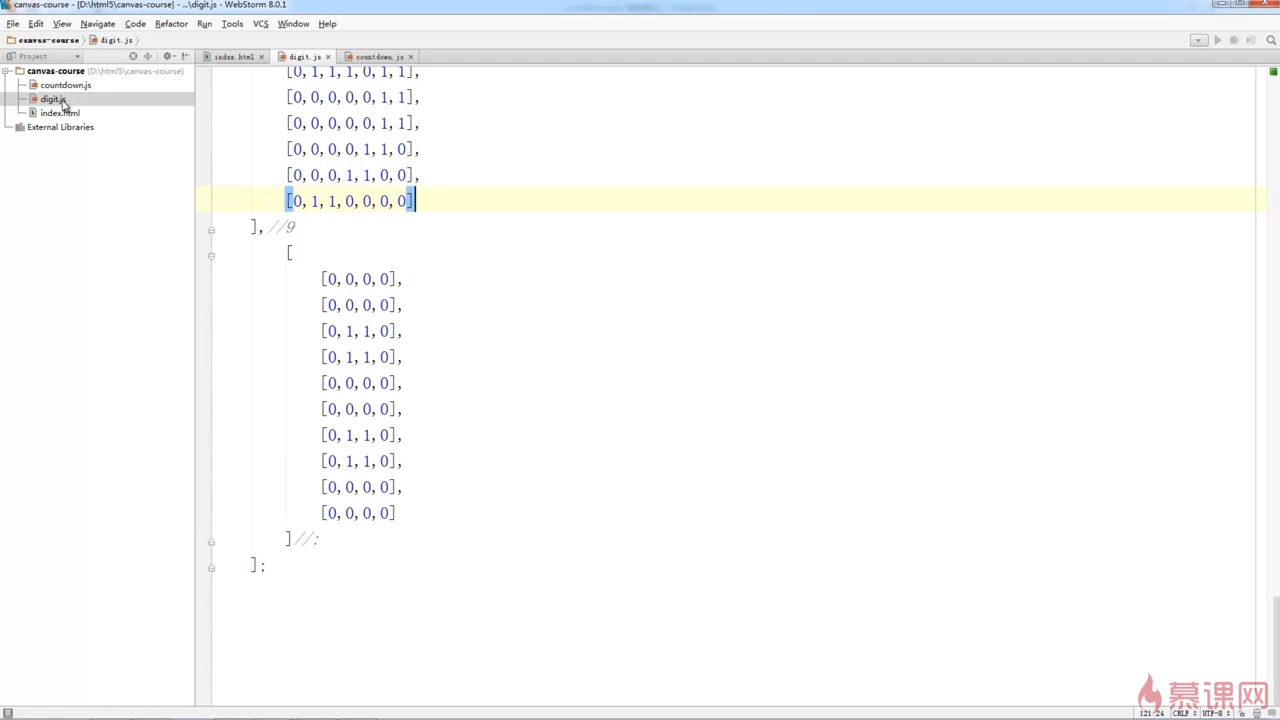 canvas-course - [D:\html5\canvas-course] - ...\digit.js - WebStorm 8.0.1
File Edit View Navigate Code Refactor Run Tools VCS Window Help
canvas-course digit.js
Project index.html digit.js countdown.js
canvas-course (D:\html5\canvas-course)
countdown.js
digit.js
index.html
External Libraries
[0,1,1,1,0,1,1],
[0,0,0,0,0,1,1],
[0,0,0,0,0,1,1],
[0,0,0,0,1,1,0],
[0,0,0,1,1,0,0],
[0,1,1,0,0,0,0]
],//9
[
[0,0,0,0],
[0,0,0,0],
[0,1,1,0],
[0,1,1,0],
[0,0,0,0],
[0,0,0,0],
[0,1,1,0],
[0,1,1,0],
[0,0,0,0],
[0,0,0,0]
]//:
];
慕课网
121:24 CRLF UTF-8